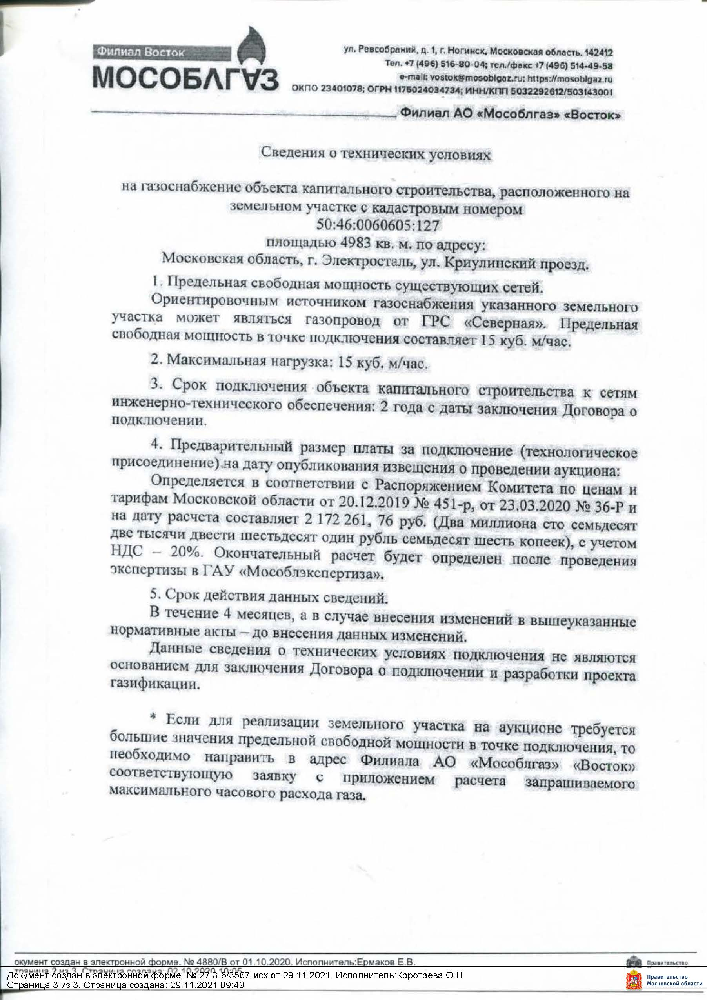 Филиал Восток
МОСОБЛГАЗ
ул. Ревсобраний, д. 1, г. Ногинск, Московская область, 142412
Тел. +7 (496) 516-80-04; тел./факс +7 (496) 514-49-58
e-mail: vostok@mosoblgaz.ru; https://mosoblgaz.ru
ОКПО 23401078; ОГРН 1175024034734; ИНН/КПП 5032292612/503143001
Филиал АО «Мособлгаз» «Восток»
Сведения о технических условиях
на газоснабжение объекта капитального строительства, расположенного на
земельном участке с кадастровым номером
50:46:0060605:127
площадью 4983 кв. м. по адресу:
Московская область, г. Электросталь, ул. Криулинский проезд.
1. Предельная свободная мощность существующих сетей.
Ориентировочным источником газоснабжения указанного земельного
участка может являться газопровод от ГРС «Северная». Предельная
свободная мощность в точке подключения составляет 15 куб. м/час.
2. Максимальная нагрузка: 15 куб. м/час.
3. Срок подключения объекта капитального строительства к сетям
инженерно-технического обеспечения: 2 года с даты заключения Договора о
подключении.
4. Предварительный размер платы за подключение (технологическое
присоединение) на дату опубликования извещения о проведении аукциона:
Определяется в соответствии с Распоряжением Комитета по ценам и
тарифам Московской области от 20.12.2019 № 451-р, от 23.03.2020 № 36-Р и
на дату расчета составляет 2 172 261, 76 руб. (Два миллиона сто семьдесят
две тысячи двести шестьдесят один рубль семьдесят шесть копеек), с учетом
НДС – 20%. Окончательный расчет будет определен после проведения
экспертизы в ГАУ «Мособлэкспертиза».
5. Срок действия данных сведений.
В течение 4 месяцев, а в случае внесения изменений в вышеуказанные
нормативные акты – до внесения данных изменений.
Данные сведения о технических условиях подключения не являются
основанием для заключения Договора о подключении и разработки проекта
газификации.
* Если для реализации земельного участка на аукционе требуется
большие значения предельной свободной мощности в точке подключения, то
необходимо направить в адрес Филиала АО «Мособлгаз» «Восток»
соответствующую заявку с приложением расчета запрашиваемого
максимального часового расхода газа.
окумент создан в электронной форме. № 4880/В от 01.10.2020. Исполнитель:Ермаков Е.В.
Правительство
траница 2 из 3. Страница создана: 02.10.2020 10:05
Документ создан в электронной форме. № 27.3-6/3567-исх от 29.11.2021. Исполнитель:Коротаева О.Н.
Страница 3 из 3. Страница создана: 29.11.2021 09:49
Правительство
Московской области